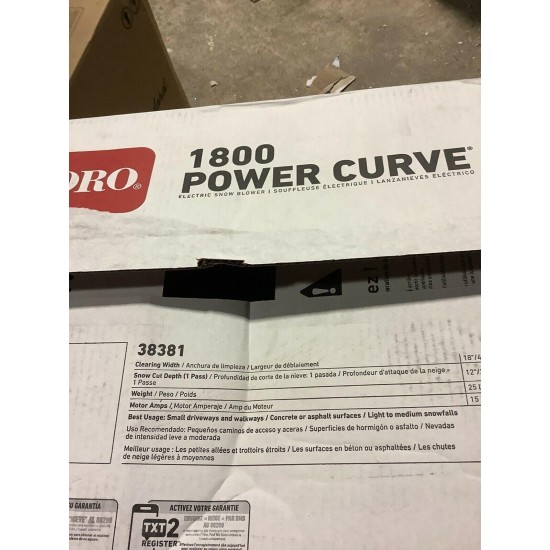 ORO®
1800
POWER CURVE®
ELECTRIC SNOW BLOWER | SOUFFLEUSE ÉLECTRIQUE | LANZANIEVES ELÉCTRICO
38381
Clearing Width / Anchura de limpieza / Largeur de déblaiement 18"/4
Snow Cut Depth (1 Pass) / Profundidad de corte de la nieve: 1 pasada / Profondeur d'attaque de la neige - 12"/
1 Passe
Weight / Peso / Poids 25 L
Motor Amps / Motor Amperaje / Amp du Moteur 15
Best Usage: Small driveways and walkways / Concrete or asphalt surfaces / Light to medium snowfalls
Uso Recomendado: Pequeños caminos de acceso y aceras / Superficies de hormigón o asfalto / Nevadas
de intensidad leve a moderada
Meilleur usage : Les petites allées et trottoirs étroits / Les surfaces en béton ou asphaltées / Les chutes
de neige légères à moyennes
U GARANTÍA
ACTIVEZ VOTRE GARANTIE
TXT2
REGISTER